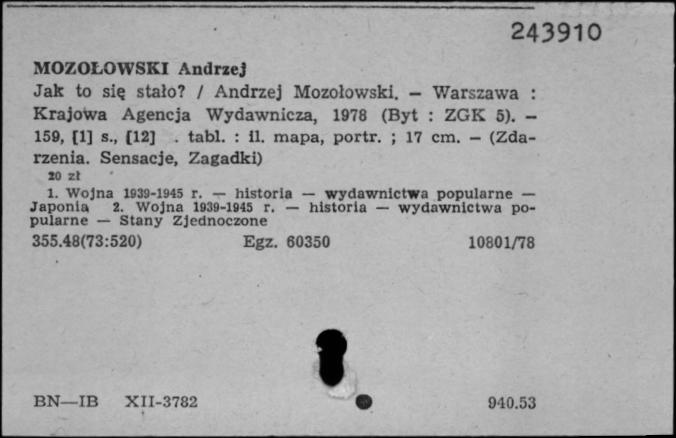 243910
MOZOŁOWSKI Andrzej
Jak to się stało? / Andrzej Mozołowski. — Warszawa :
Krajowa Agencja Wydawnicza, 1978 (Byt : ZGK 5). —
159, [1] s., [12] . tabl. : il. mapa, portr. ; 17 cm. — (Zda-
rzenia. Sensacje, Zagadki)
20 zł
1. Wojna 1939-1945 r. — historia — wydawnictwa popularne —
Japonia 2. Wojna 1939-1945 r. — historia — wydawnictwa po-
pularne — Stany Zjednoczone
355.48(73:520) Egz. 60350 10801/78
BN—IB XII-3782 940.53